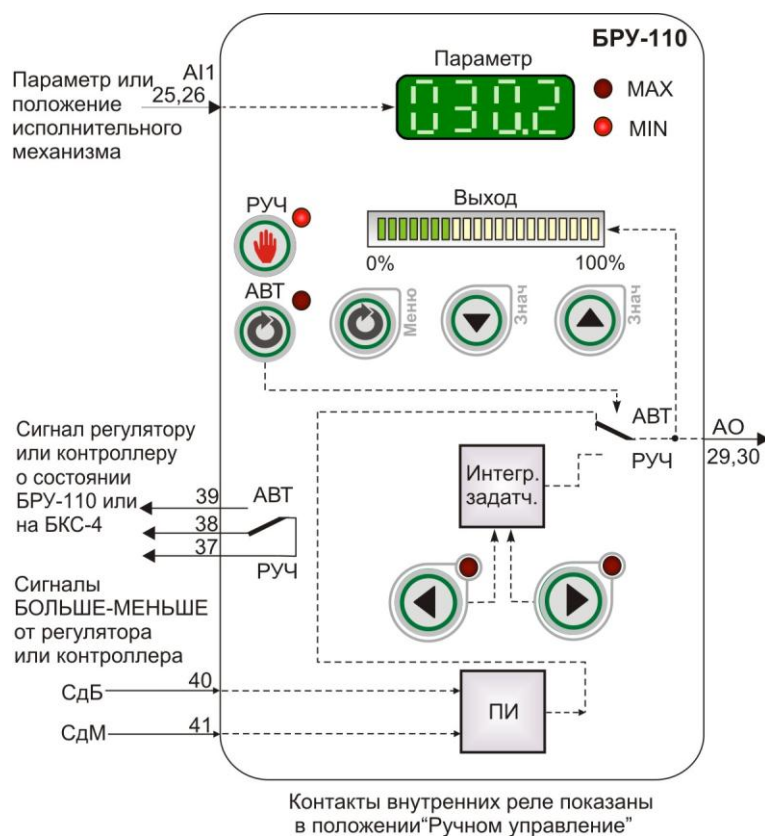 БРУ-110
Параметр
Параметр или
положение
исполнительного
механизма
AI1
25,26
030.2
MAX
MIN
РУЧ
Выход
0%
100%
АВТ
Меню
Знач
Знач
АВТ
РУЧ
АО
29,30
Сигнал регулятору
или контроллеру
о состоянии
БРУ-110 или
на БКС-4
39
38
37
АВТ
РУЧ
Интегр.
задатч.
Сигналы
БОЛЬШЕ-МЕНЬШЕ
от регулятора
или контроллера
СдБ
40
СдМ
41
ПИ
Контакты внутренних реле показаны
в положении“Ручном управление”